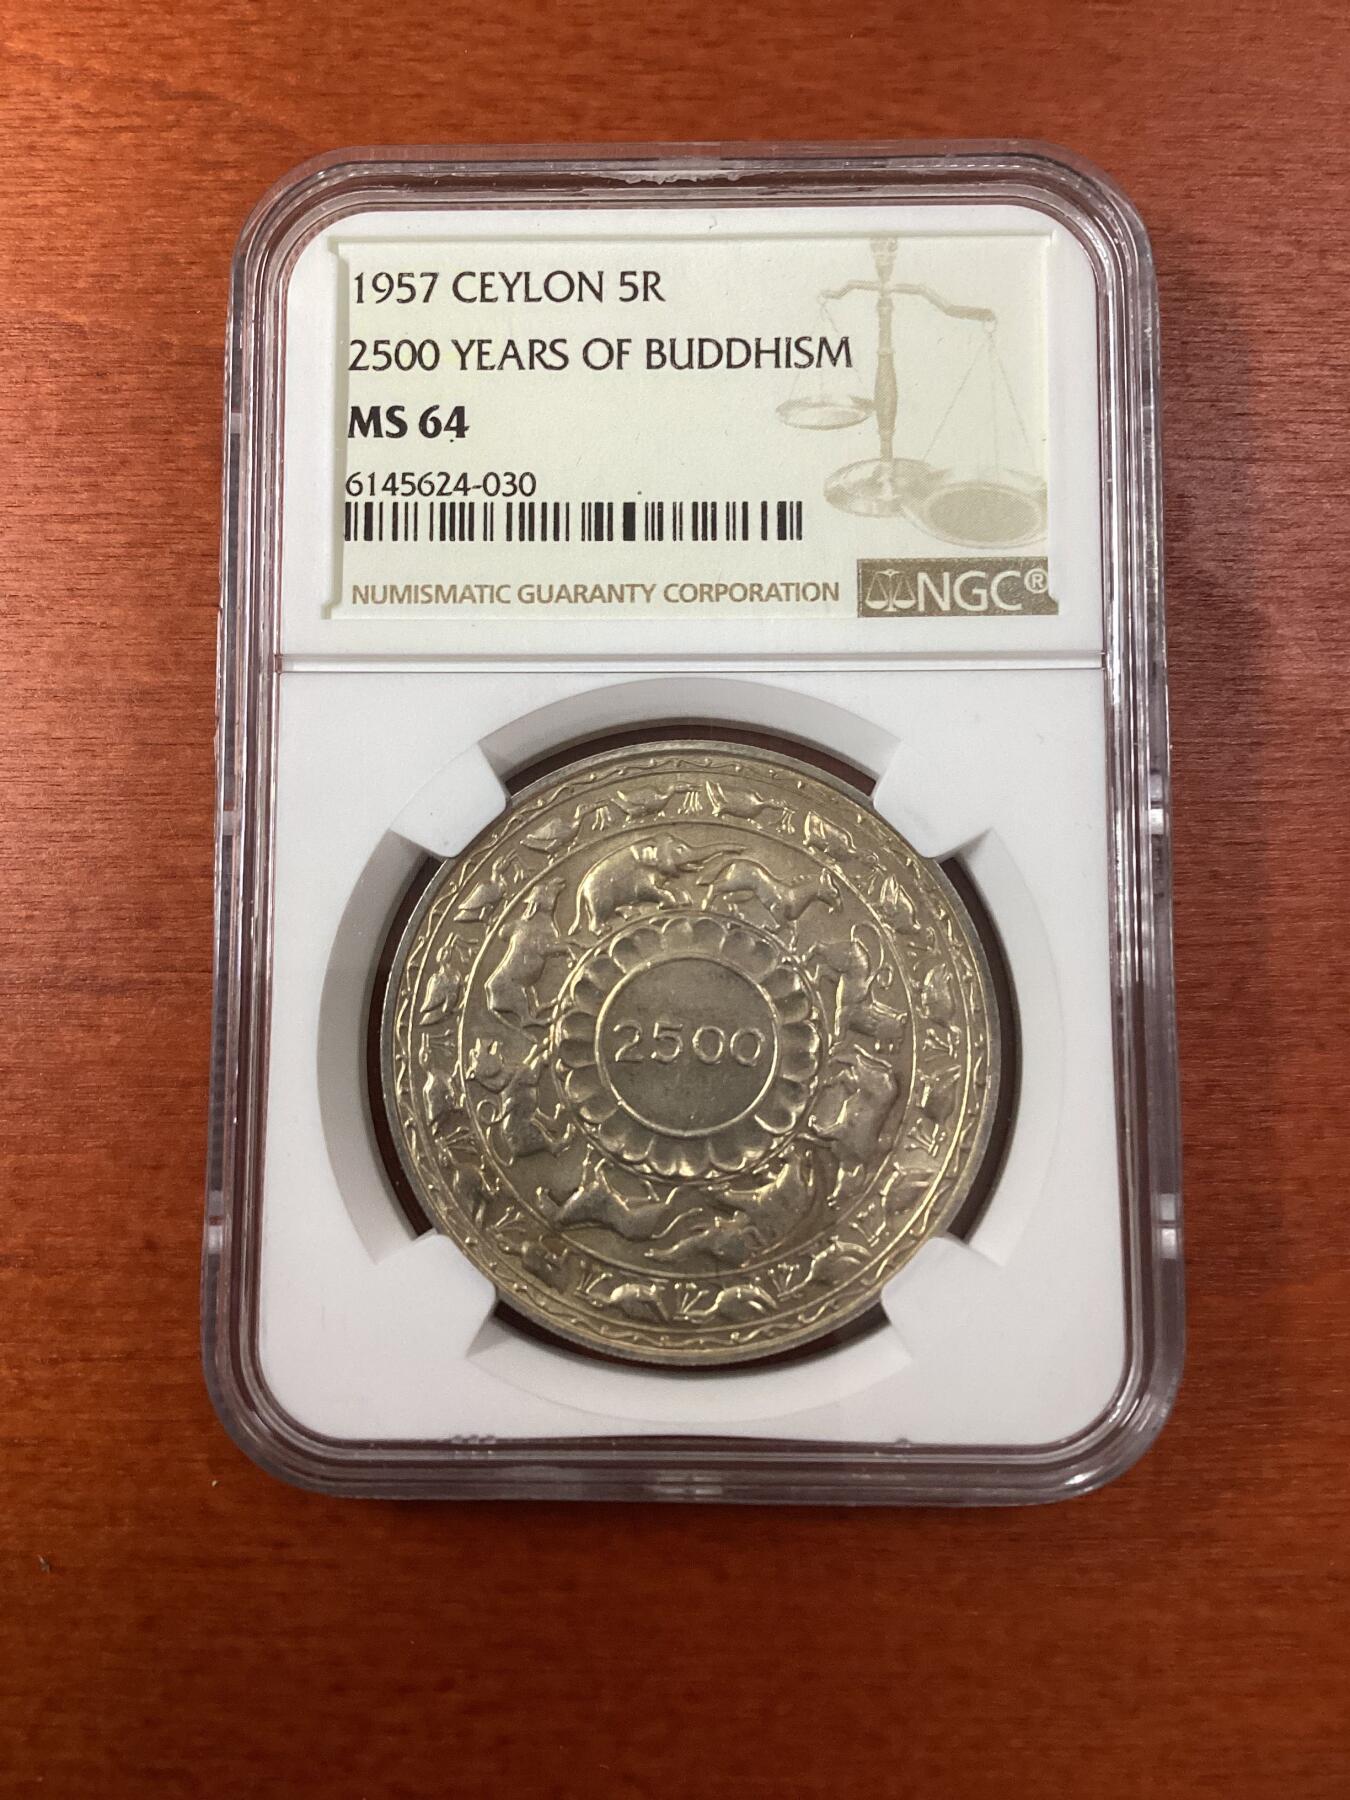 1957 CEYLON 5R
2500 YEARS OF BUDDHISM
MS 64
6145624-030
NUMISMATIC GUARANTY CORPORATION NGC®
2500